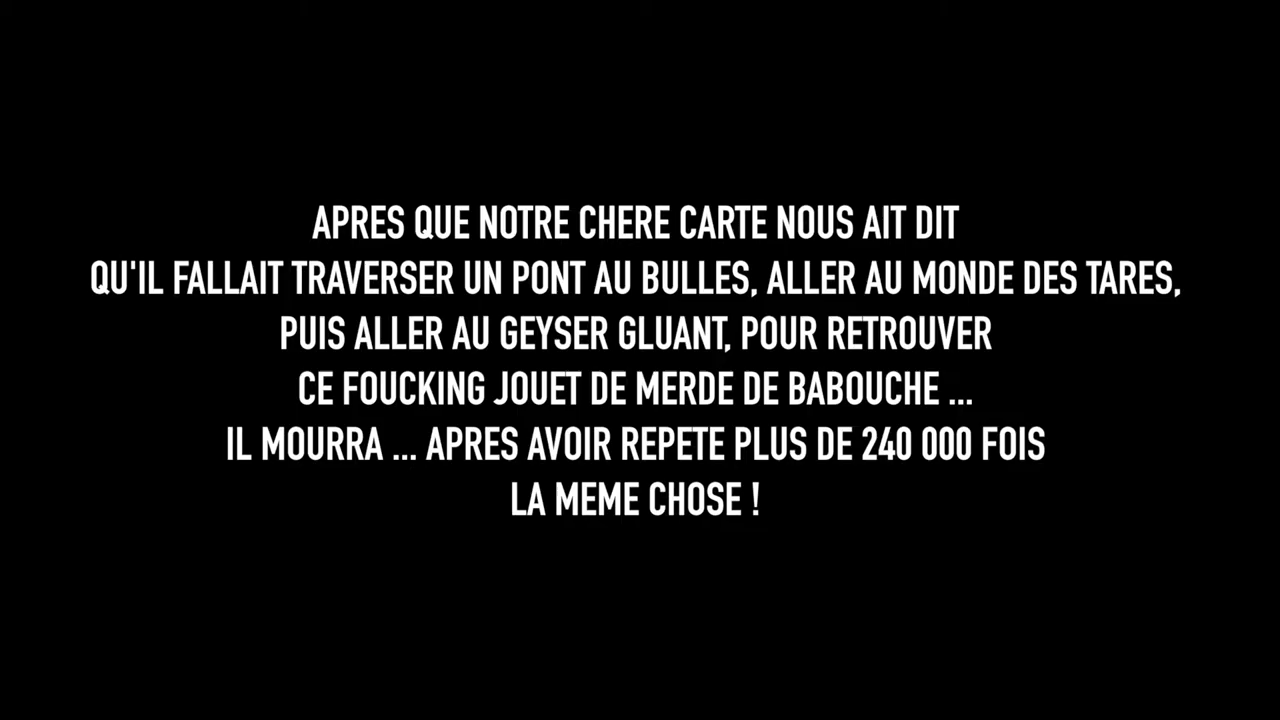 APRES QUE NOTRE CHERE CARTE NOUS AIT DIT
QU'IL FALLAIT TRAVERSER UN PONT AU BULLES, ALLER AU MONDE DES TARES,
PUIS ALLER AU GEYSER GLUANT, POUR RETROUVER
CE FOUCKING JOUET DE MERDE DE BABOUCHE ...
IL MOURRA ... APRES AVOIR REPETE PLUS DE 240 000 FOIS
LA MEME CHOSE !